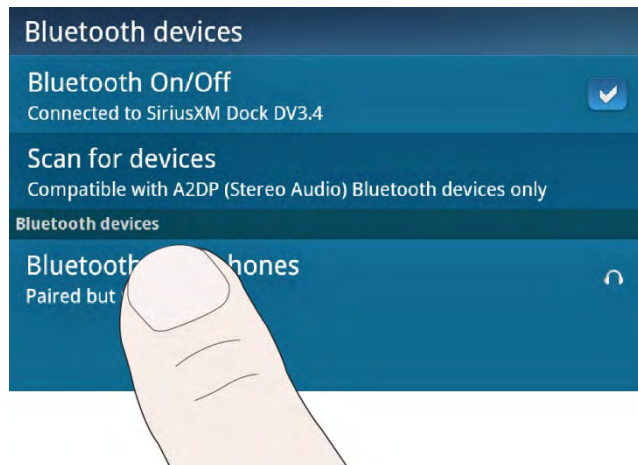 Bluetooth devices
Bluetooth On/Off
Connected to SiriusXM Dock DV3.4
Scan for devices
Compatible with A2DP (Stereo Audio) Bluetooth devices only
Bluetooth devices
Bluetooth hones
Paired but